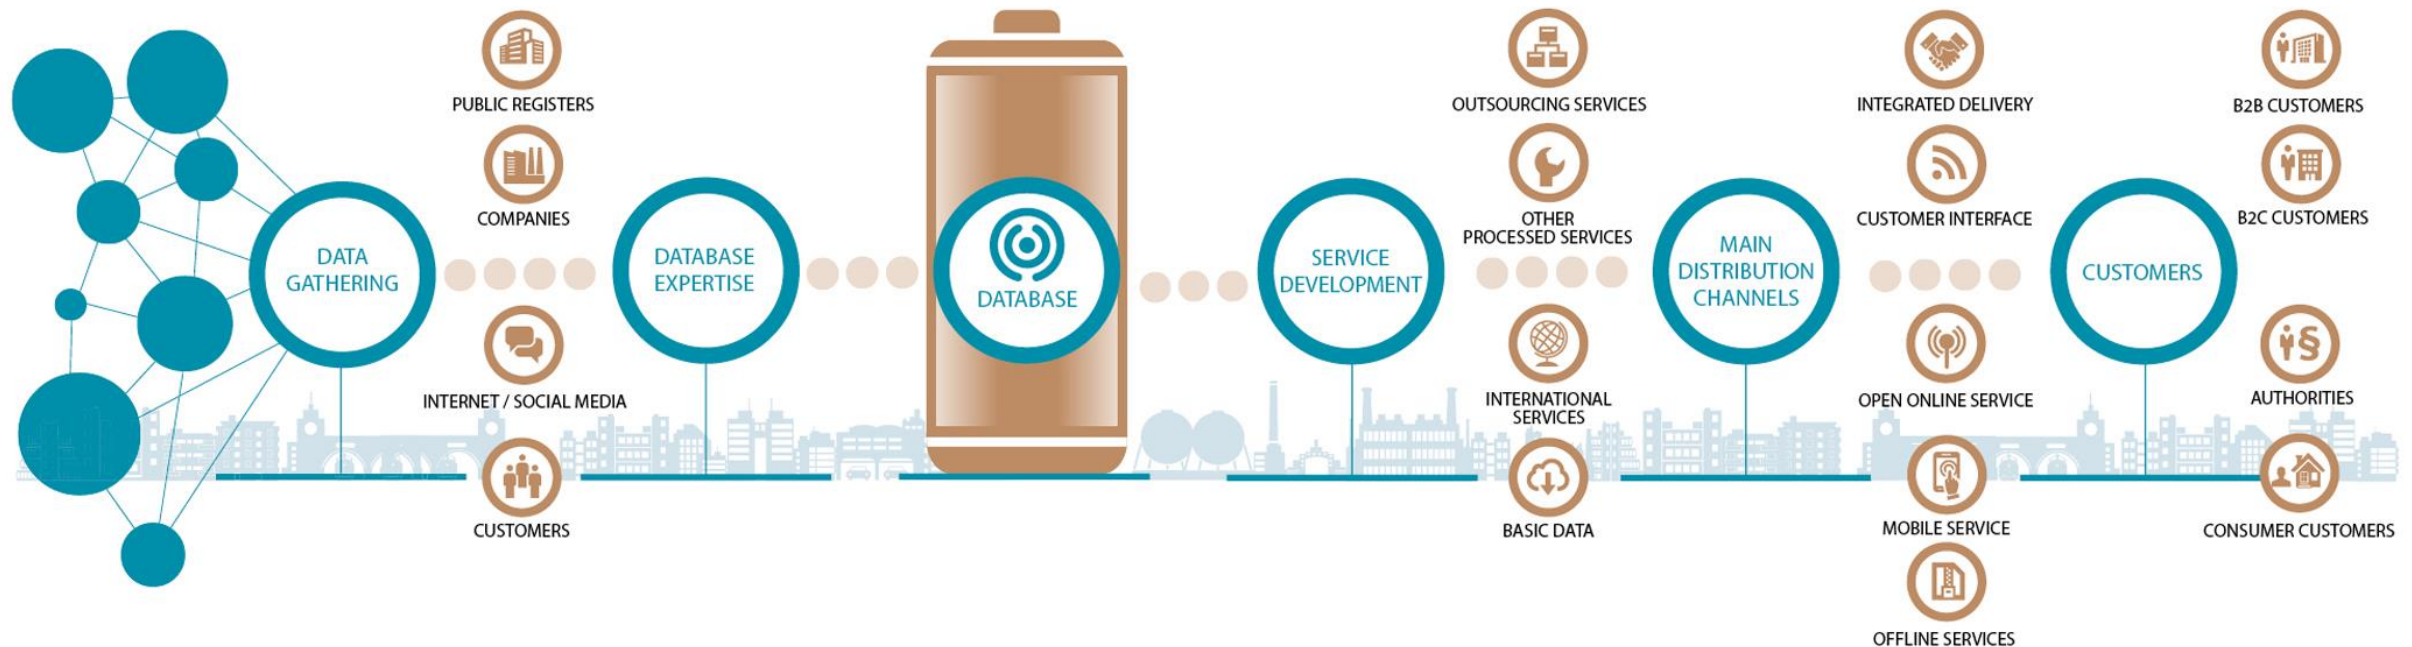 DATA
GATHERING
PUBLIC REGISTERS
COMPANIES
INTERNET / SOCIAL MEDIA
CUSTOMERS
DATABASE
EXPERTISE
DATABASE
SERVICE
DEVELOPMENT
OUTSOURCING SERVICES
OTHER
PROCESSED SERVICES
INTERNATIONAL
SERVICES
BASIC DATA
MAIN
DISTRIBUTION
CHANNELS
INTEGRATED DELIVERY
CUSTOMER INTERFACE
OPEN ONLINE SERVICE
MOBILE SERVICE
OFFLINE SERVICES
CUSTOMERS
B2B CUSTOMERS
B2C CUSTOMERS
§
AUTHORITIES
CONSUMER CUSTOMERS